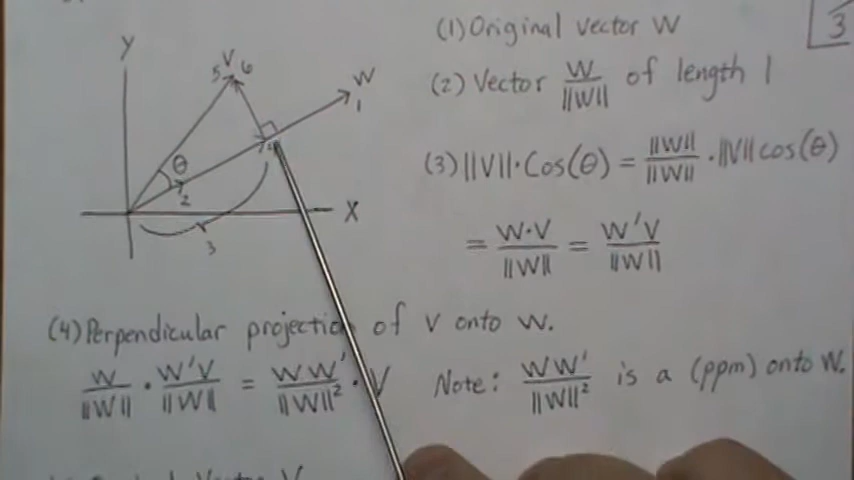 3
(1) Original vector W
(2) Vector W/||W|| of length 1
(3) ||V||·Cos(θ) = ||W||/||W|| · ||V|| cos(θ)
= W·V/||W|| = W'V/||W||
Y
V
5 6
W
1
θ
2
X
3
(4) Perpendicular projection of V onto W.
W/||W|| · W'V/||W|| = WW'/||W||² · V
Note: WW'/||W||² is a (ppm) onto W.
Vector V